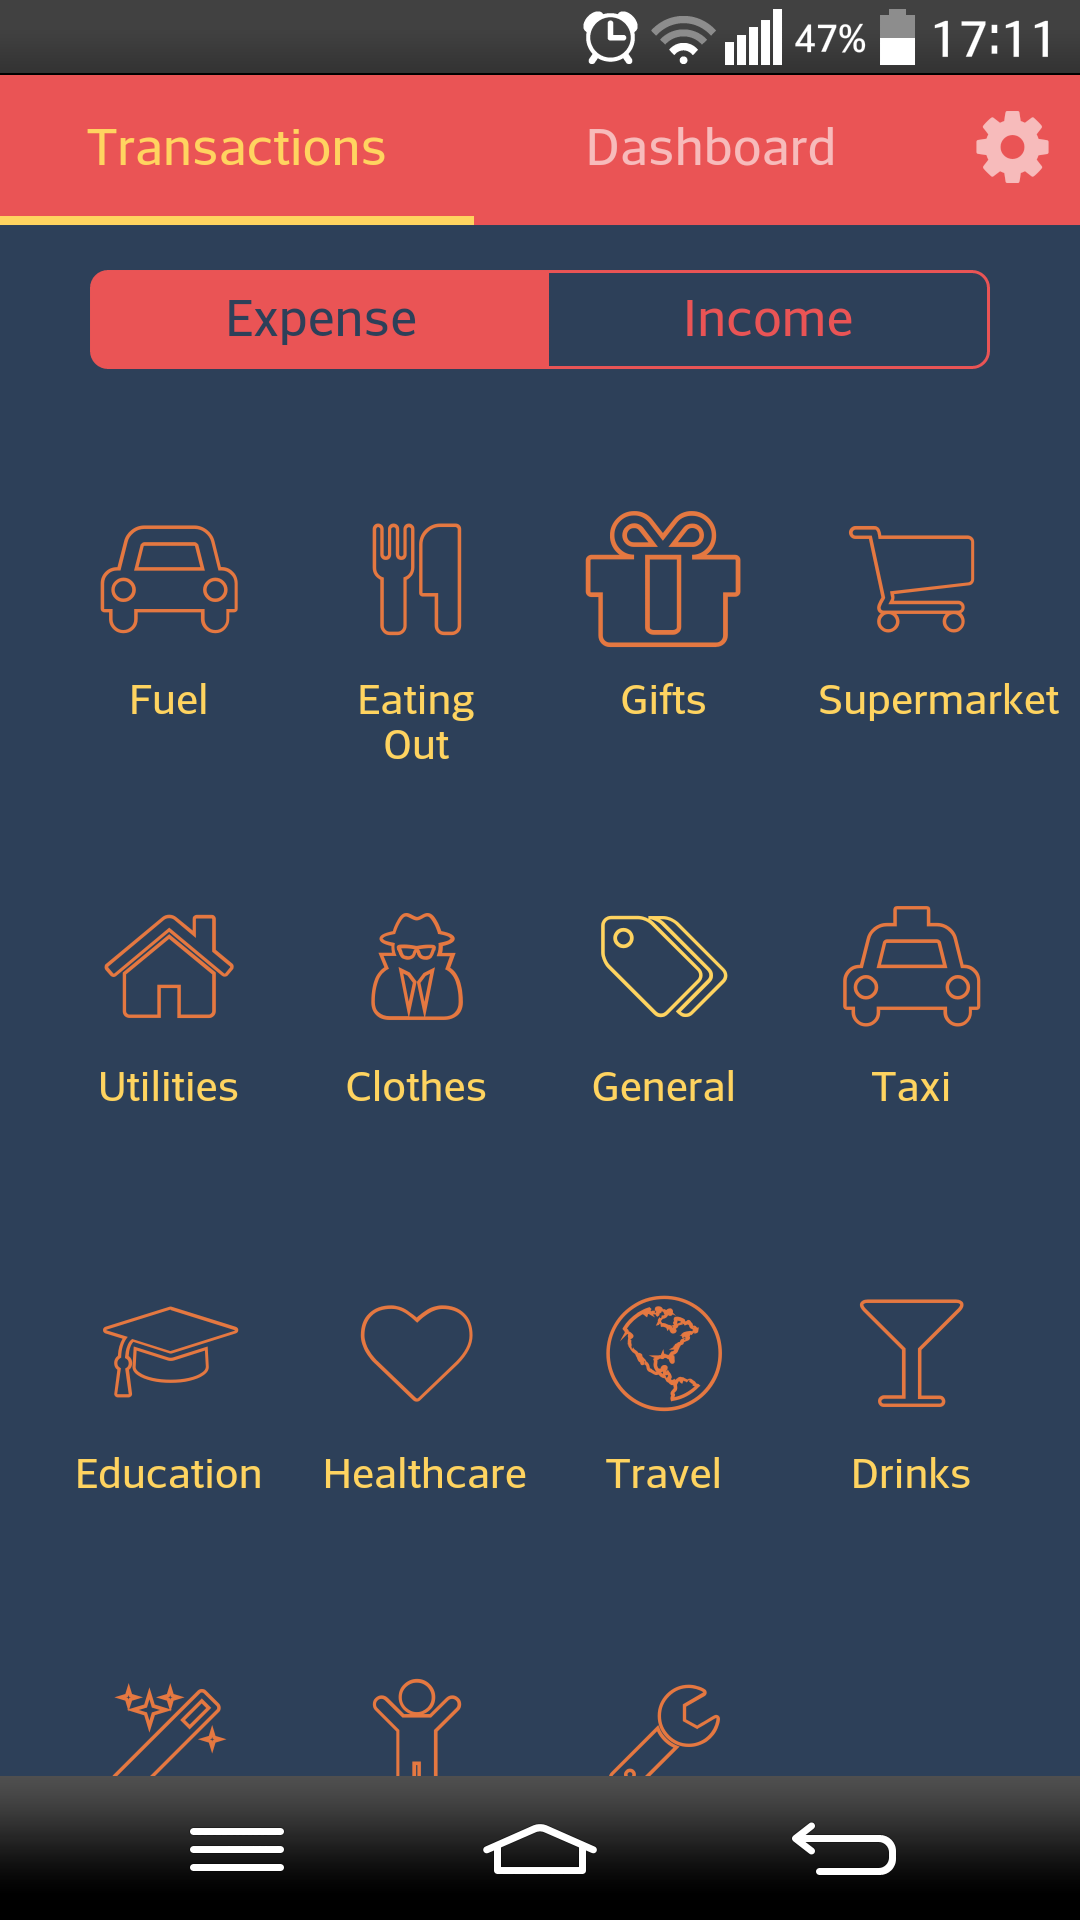 47% 17:11
Transactions Dashboard
Expense Income
Fuel Eating Out Gifts Supermarket
Utilities Clothes General Taxi
Education Healthcare Travel Drinks